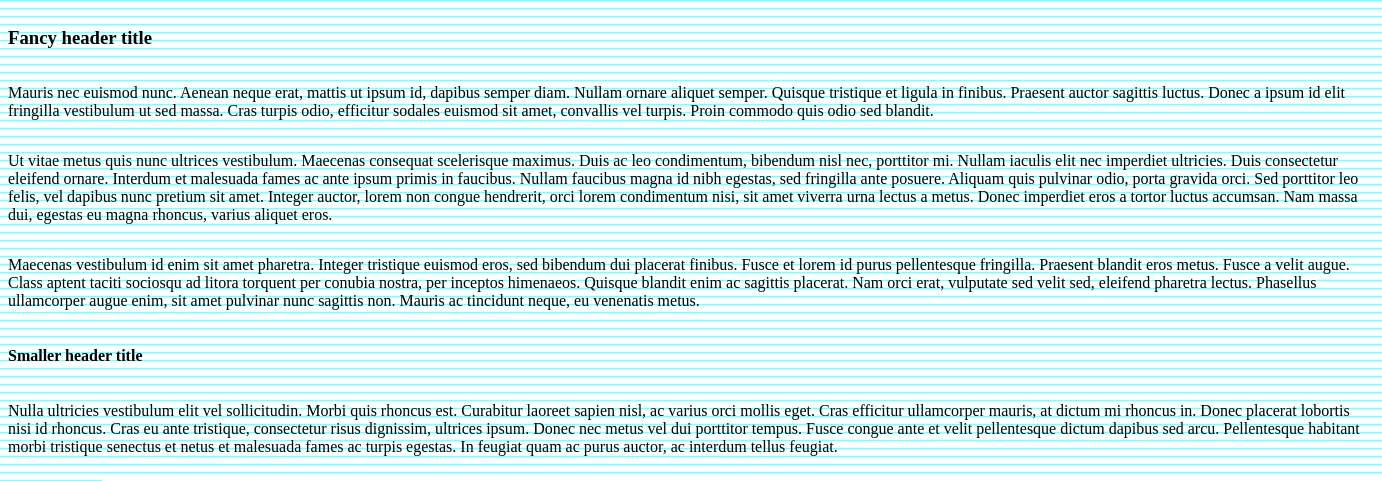 Fancy header title
Mauris nec euismod nunc. Aenean neque erat, mattis ut ipsum id, dapibus semper diam. Nullam ornare aliquet semper. Quisque tristique et ligula in finibus. Praesent auctor sagittis luctus. Donec a ipsum id elit
fringilla vestibulum ut sed massa. Cras turpis odio, efficitur sodales euismod sit amet, convallis vel turpis. Proin commodo quis odio sed blandit.
Ut vitae metus quis nunc ultrices vestibulum. Maecenas consequat scelerisque maximus. Duis ac leo condimentum, bibendum nisl nec, porttitor mi. Nullam iaculis elit nec imperdiet ultricies. Duis consectetur
eleifend ornare. Interdum et malesuada fames ac ante ipsum primis in faucibus. Nullam faucibus magna id nibh egestas, sed fringilla ante posuere. Aliquam quis pulvinar odio, porta gravida orci. Sed porttitor leo
felis, vel dapibus nunc pretium sit amet. Integer auctor, lorem non congue hendrerit, orci lorem condimentum nisi, sit amet viverra urna lectus a metus. Donec imperdiet eros a tortor luctus accumsan. Nam massa
dui, egestas eu magna rhoncus, varius aliquet eros.
Maecenas vestibulum id enim sit amet pharetra. Integer tristique euismod eros, sed bibendum dui placerat finibus. Fusce et lorem id purus pellentesque fringilla. Praesent blandit eros metus. Fusce a velit augue.
Class aptent taciti sociosqu ad litora torquent per conubia nostra, per inceptos himenaeos. Quisque blandit enim ac sagittis placerat. Nam orci erat, vulputate sed velit sed, eleifend pharetra lectus. Phasellus
ullamcorper augue enim, sit amet pulvinar nunc sagittis non. Mauris ac tincidunt neque, eu venenatis metus.
Smaller header title
Nulla ultricies vestibulum elit vel sollicitudin. Morbi quis rhoncus est. Curabitur laoreet sapien nisl, ac varius orci mollis eget. Cras efficitur ullamcorper mauris, at dictum mi rhoncus in. Donec placerat lobortis
nisi id rhoncus. Cras eu ante tristique, consectetur risus dignissim, ultrices ipsum. Donec nec metus vel dui porttitor tempus. Fusce congue ante et velit pellentesque dictum dapibus sed arcu. Pellentesque habitant
morbi tristique senectus et netus et malesuada fames ac turpis egestas. In feugiat quam ac purus auctor, ac interdum tellus feugiat.